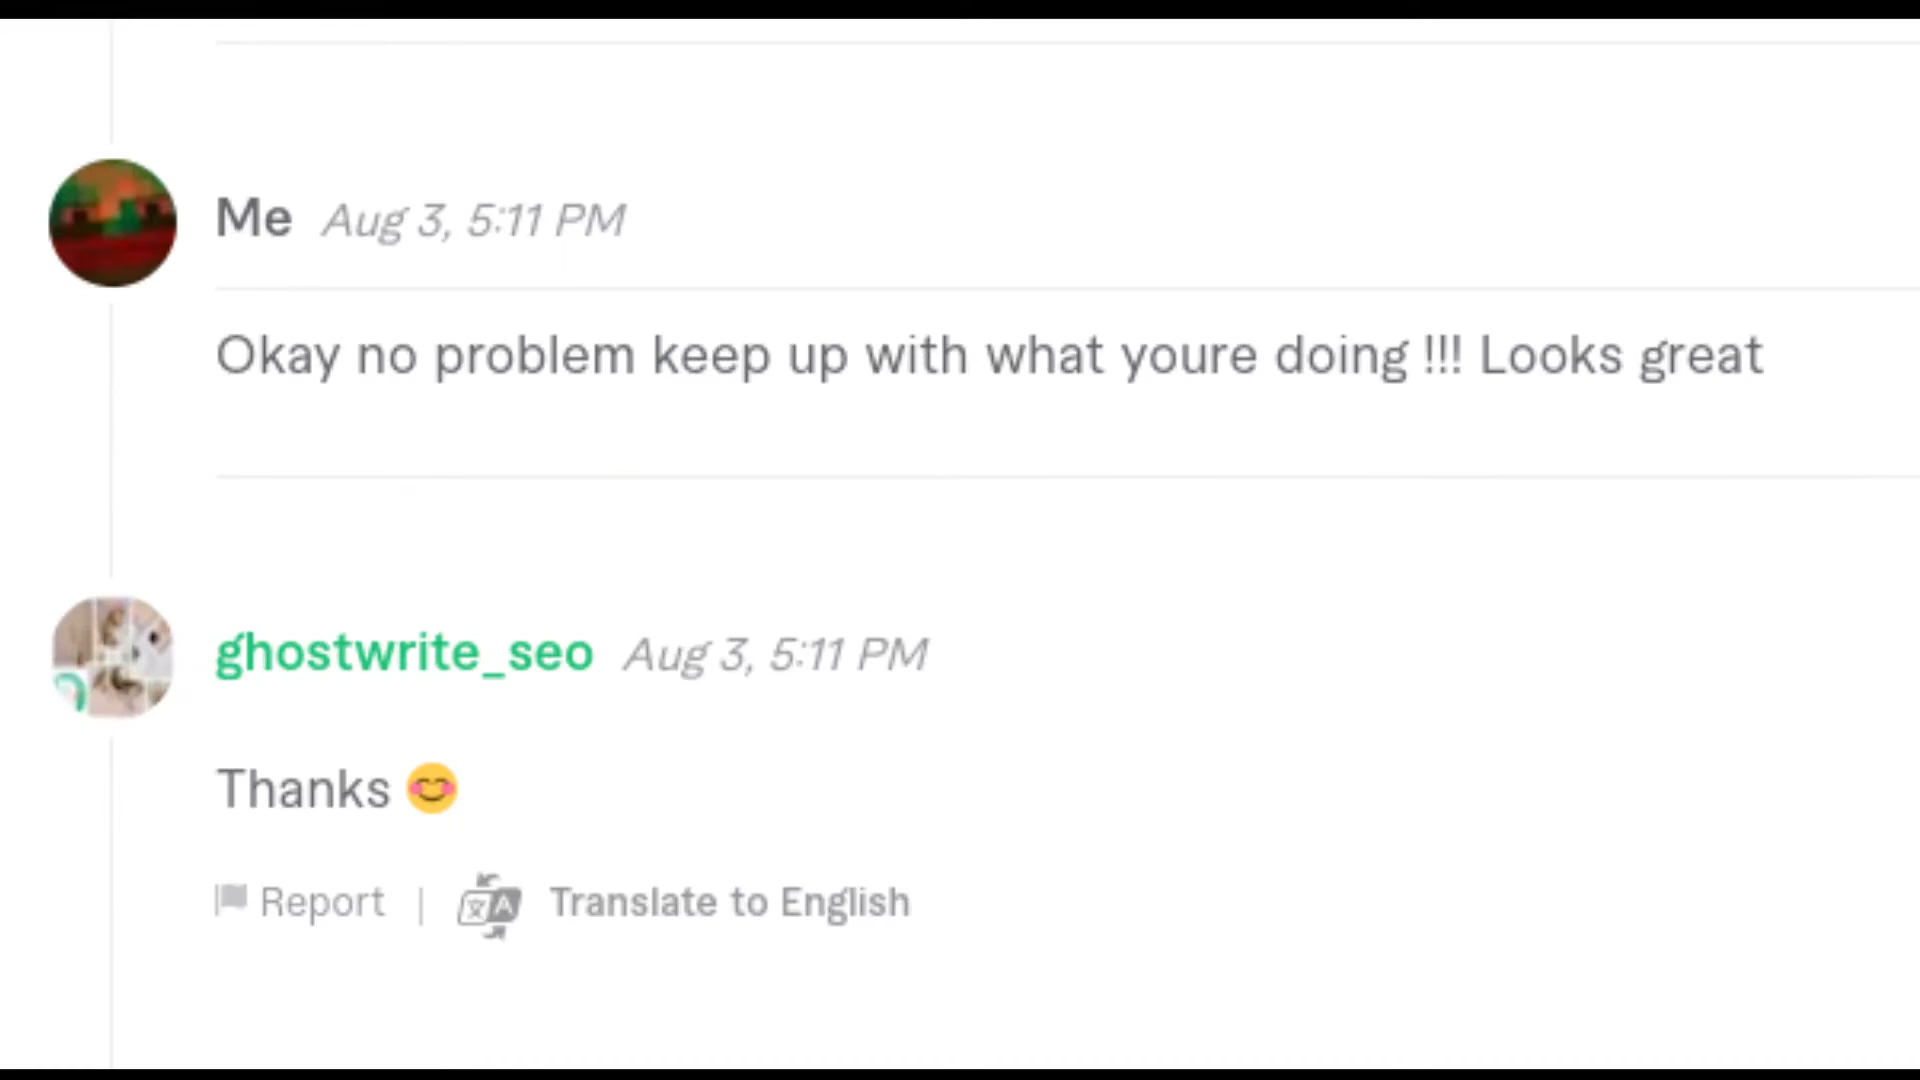 Me Aug 3, 5:11 PM
Okay no problem keep up with what youre doing !!! Looks great
ghostwrite_seo Aug 3, 5:11 PM
Thanks 😊
Report | Translate to English